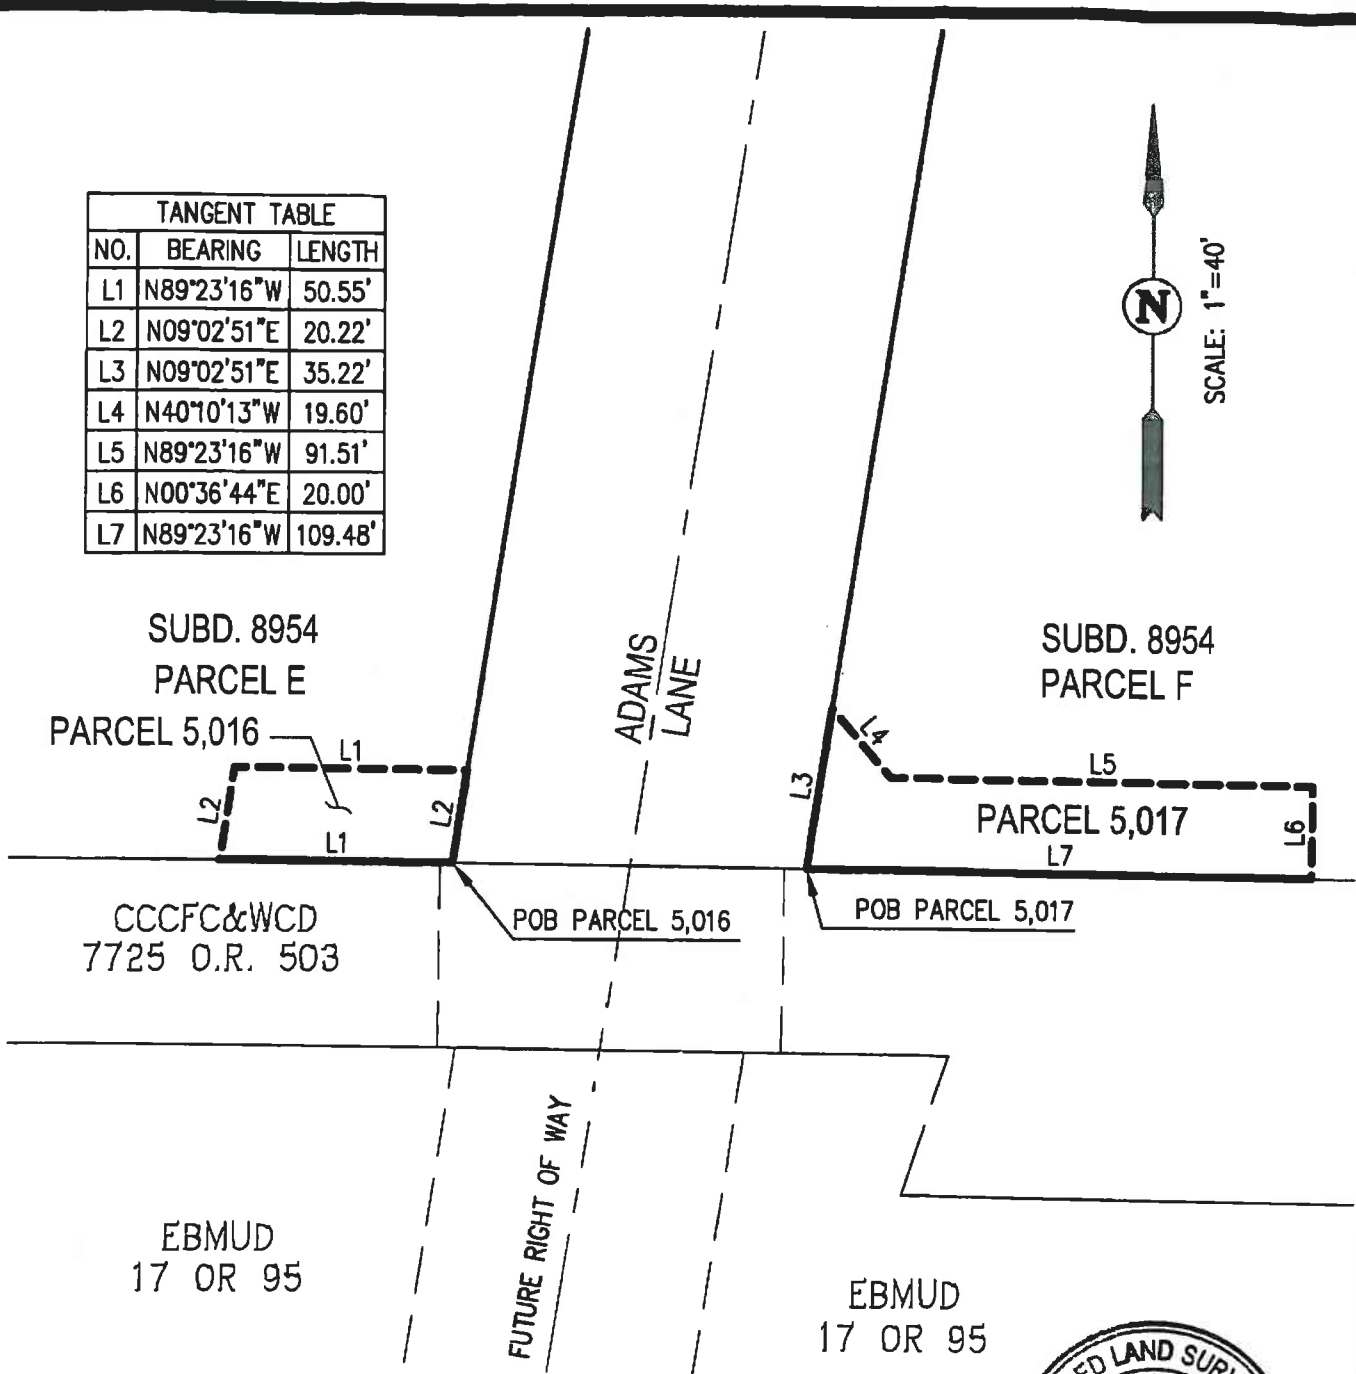 TANGENT TABLE
NO. BEARING LENGTH
L1 N89°23'16"W 50.55'
L2 N09°02'51"E 20.22'
L3 N09°02'51"E 35.22'
L4 N40°10'13"W 19.60'
L5 N89°23'16"W 91.51'
L6 N00°36'44"E 20.00'
L7 N89°23'16"W 109.48'
N
SCALE: 1"=40'
SUBD. 8954
PARCEL E
PARCEL 5,016
ADAMS
LANE
SUBD. 8954
PARCEL F
L1
L2
L2
L1
L3
L4
L5
PARCEL 5,017
L6
L7
POB PARCEL 5,016
POB PARCEL 5,017
CCCFC&WCD
7725 O.R. 503
FUTURE RIGHT OF WAY
EBMUD
17 OR 95
EBMUD
17 OR 95
LAND